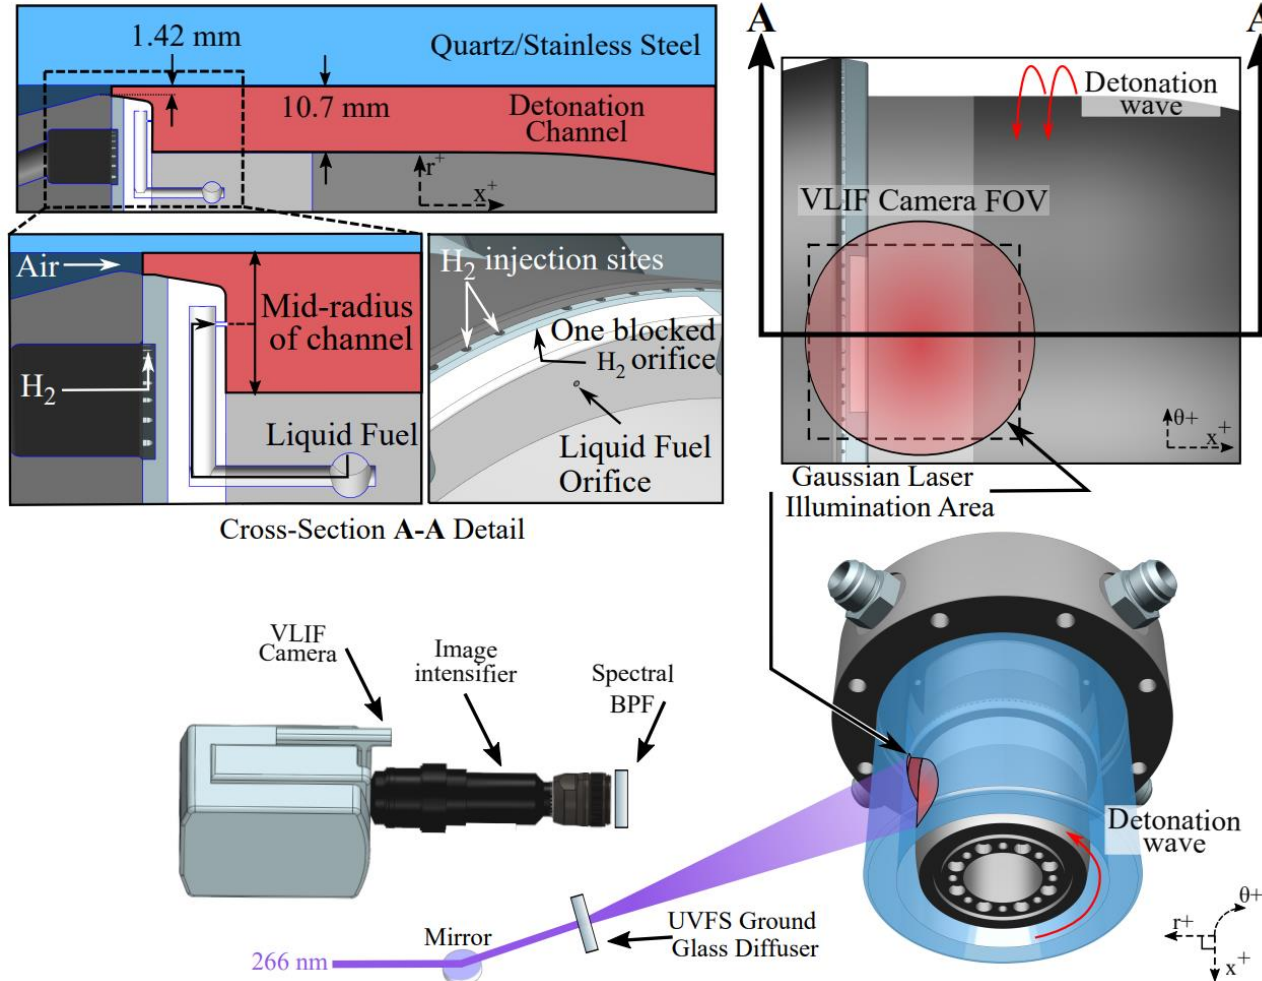 1.42 mm
Quartz/Stainless Steel
10.7 mm
Detonation
Channel
r+
x+
Air
Mid-radius
of channel
H2
Liquid Fuel
H2 injection sites
One blocked
H2 orifice
Liquid Fuel
Orifice
Cross-Section A-A Detail
A
A
Detonation
wave
VLIF Camera FOV
θ+
x+
Gaussian Laser
Illumination Area
VLIF
Camera
Image
intensifier
Spectral
BPF
Detonation
wave
UVFS Ground
Glass Diffuser
Mirror
266 nm
θ+
r+
x+